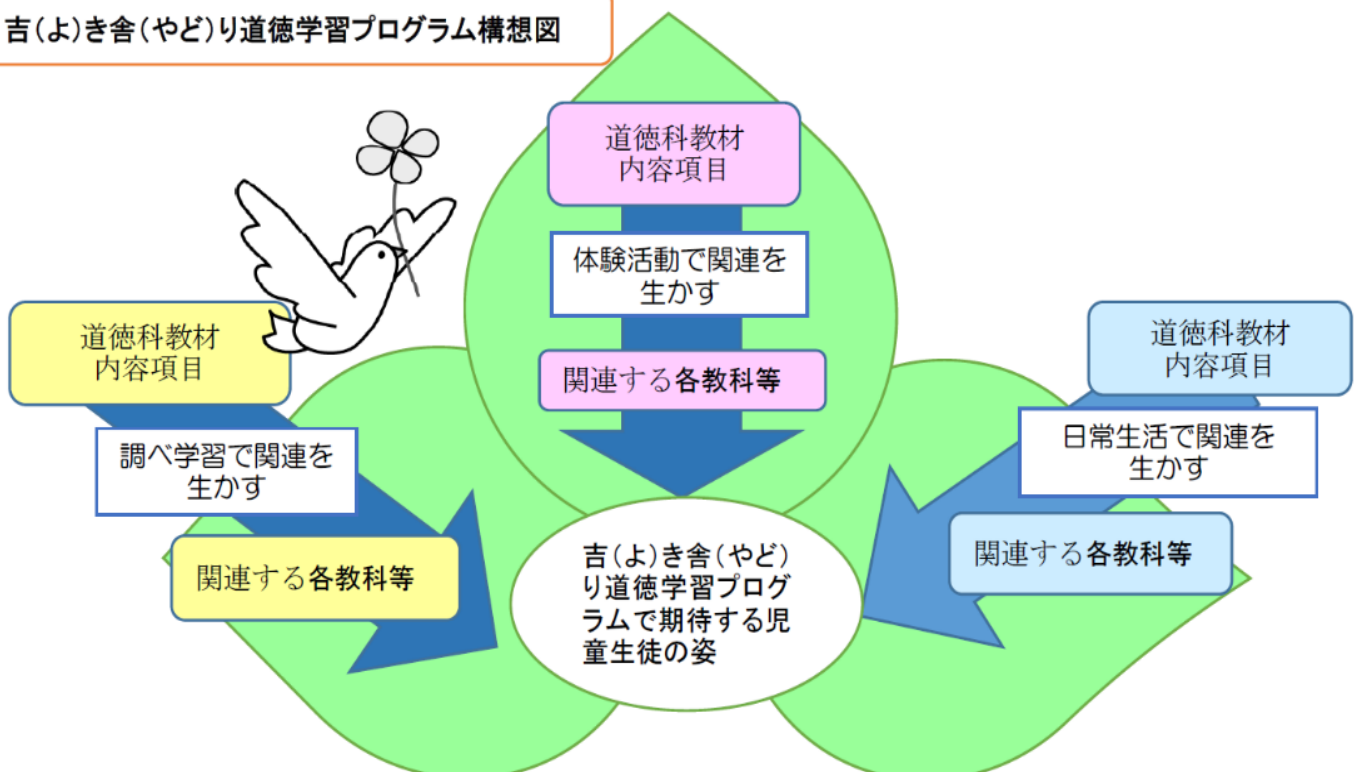 吉(よ)き舎(やど)り道徳学習プログラム構想図
道徳科教材
内容項目
体験活動で関連を
生かす
関連する各教科等
道徳科教材
内容項目
調べ学習で関連を
生かす
関連する各教科等
道徳科教材
内容項目
日常生活で関連を
生かす
関連する各教科等
吉(よ)き舎(やど)
り道徳学習プログ
ラムで期待する児
童生徒の姿